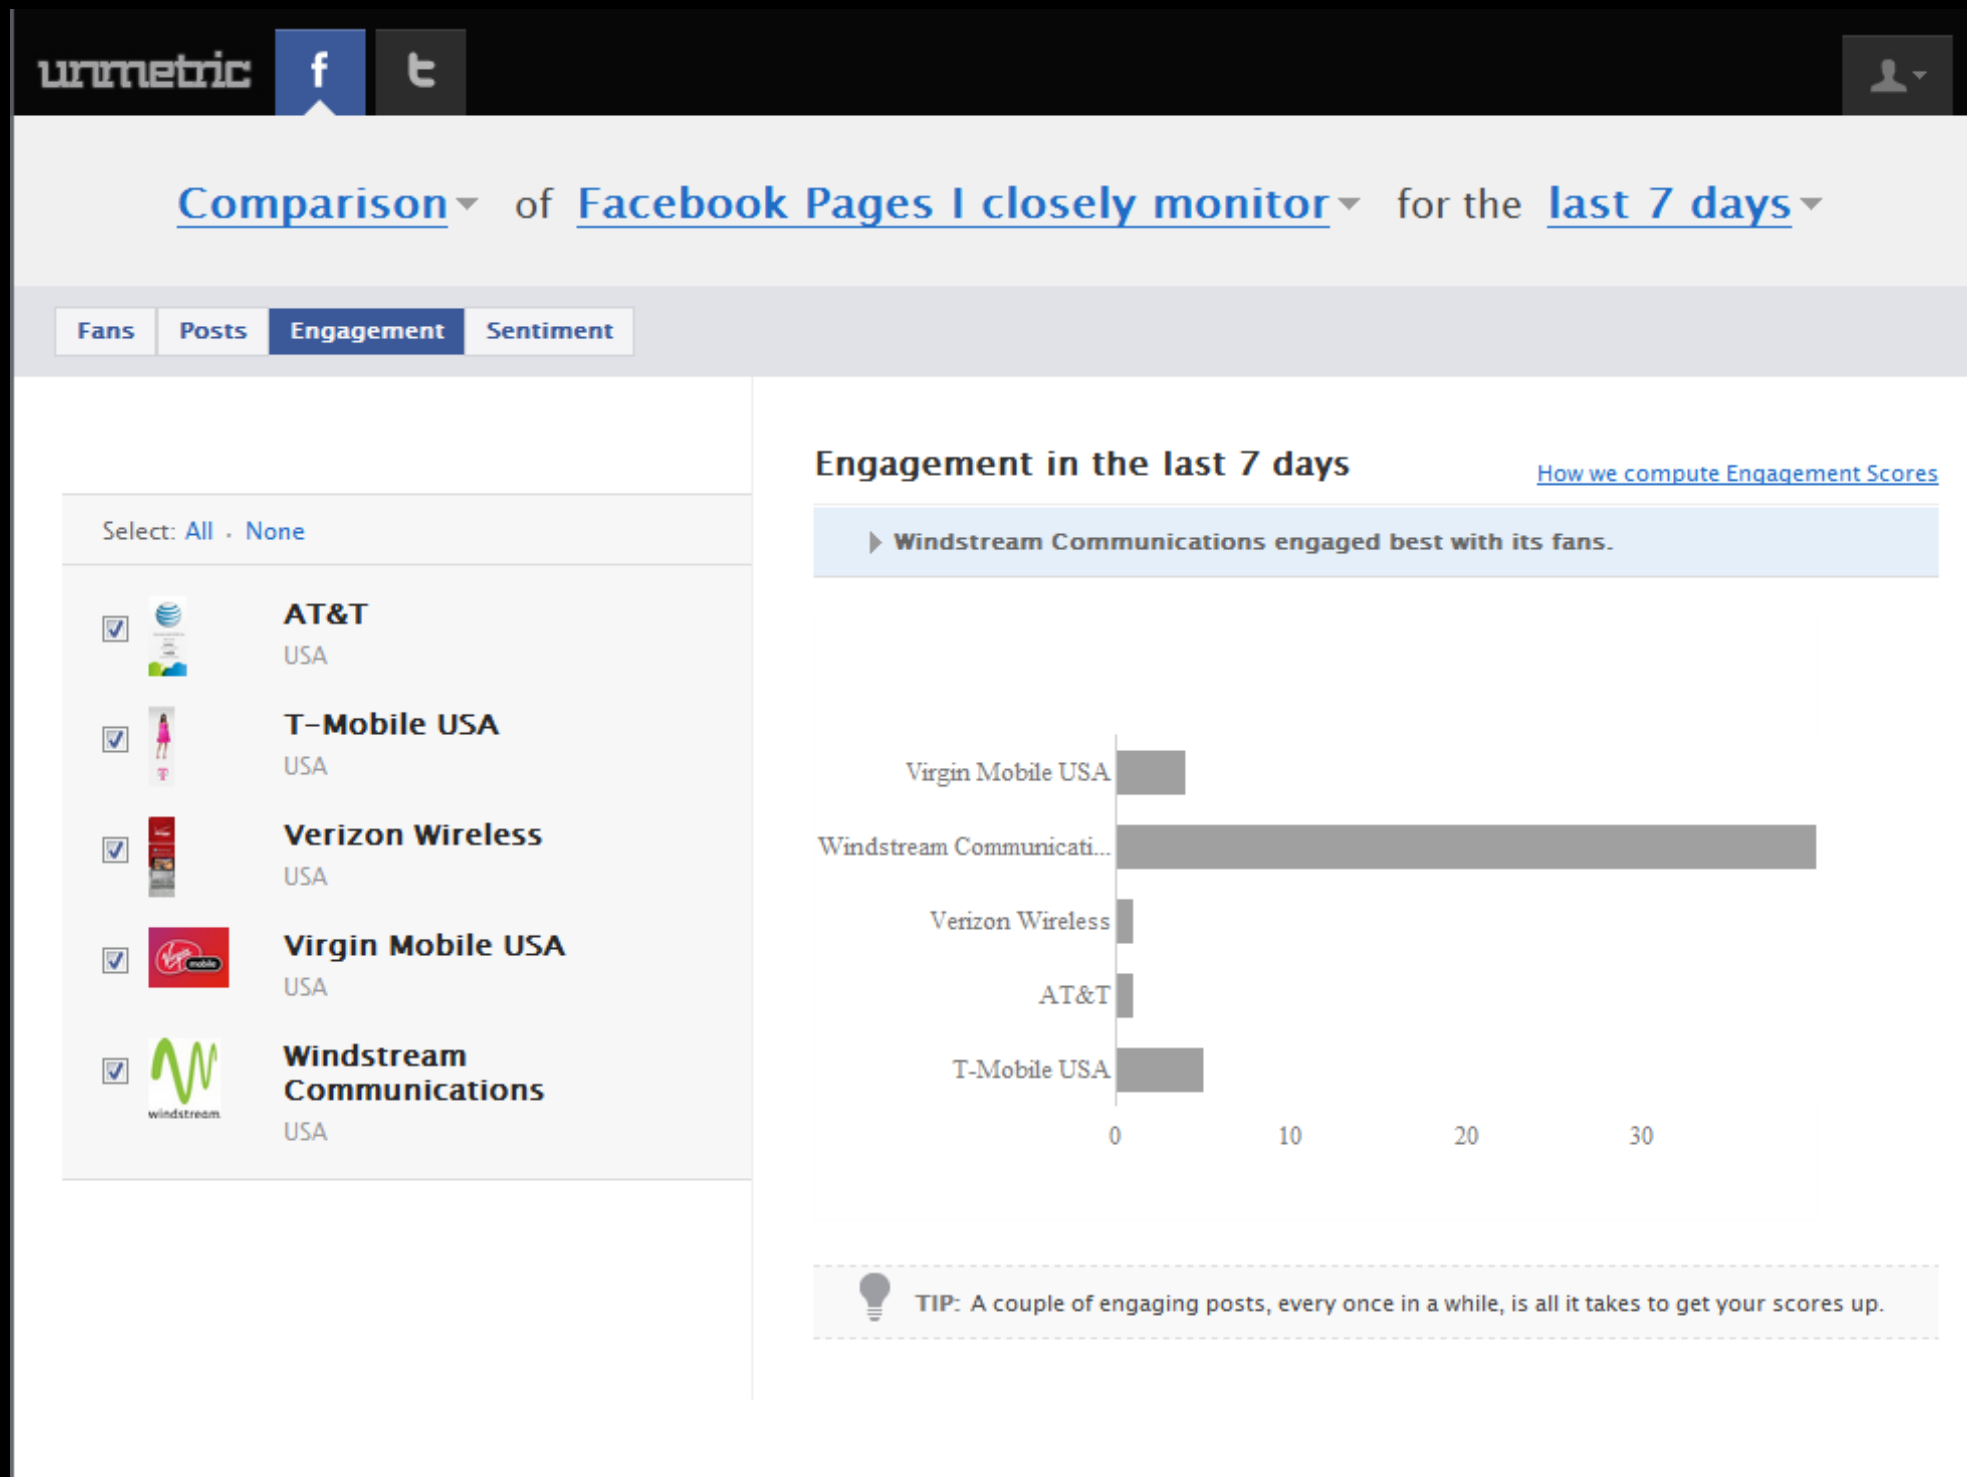 unmetric f t
Comparison of Facebook Pages I closely monitor for the last 7 days
Fans Posts Engagement Sentiment
Select: All · None
AT&T
USA
T-Mobile USA
USA
Verizon Wireless
USA
Virgin Mobile USA
USA
Windstream
Communications
USA
Virgin mobile
windstream.
Engagement in the last 7 days
How we compute Engagement Scores
Windstream Communications engaged best with its fans.
Virgin Mobile USA
Windstream Communicati...
Verizon Wireless
AT&T
T-Mobile USA
0 10 20 30
TIP: A couple of engaging posts, every once in a while, is all it takes to get your scores up.